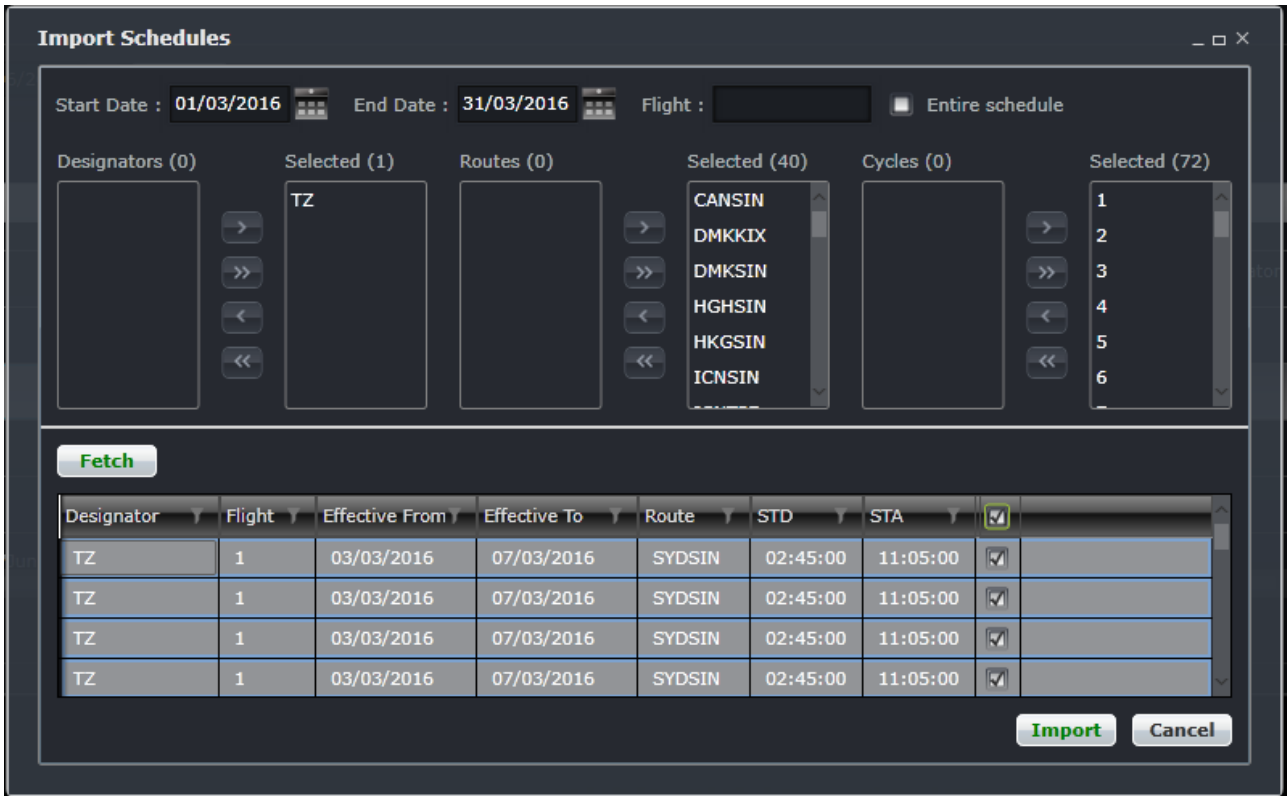 Import Schedules
Start Date : 01/03/2016 End Date : 31/03/2016 Flight : Entire schedule
Designators (0) Selected (1) Routes (0) Selected (40) Cycles (0) Selected (72)
TZ CANSIN 1
DMKKIX 2
DMKSIN 3
HGHSIN 4
HKGSIN 5
ICNSIN 6
Fetch
Designator Flight Effective From Effective To Route STD STA
TZ 1 03/03/2016 07/03/2016 SYDSIN 02:45:00 11:05:00
TZ 1 03/03/2016 07/03/2016 SYDSIN 02:45:00 11:05:00
TZ 1 03/03/2016 07/03/2016 SYDSIN 02:45:00 11:05:00
TZ 1 03/03/2016 07/03/2016 SYDSIN 02:45:00 11:05:00
Import Cancel